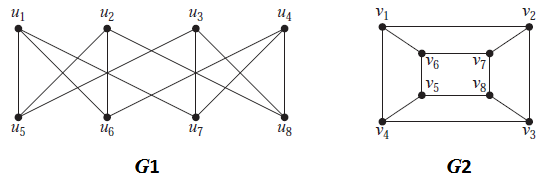 u1 u2 u3 u4
u5 u6 u7 u8
G1
v1 v2
v6 v7
v5 v8
v4 v3
G2